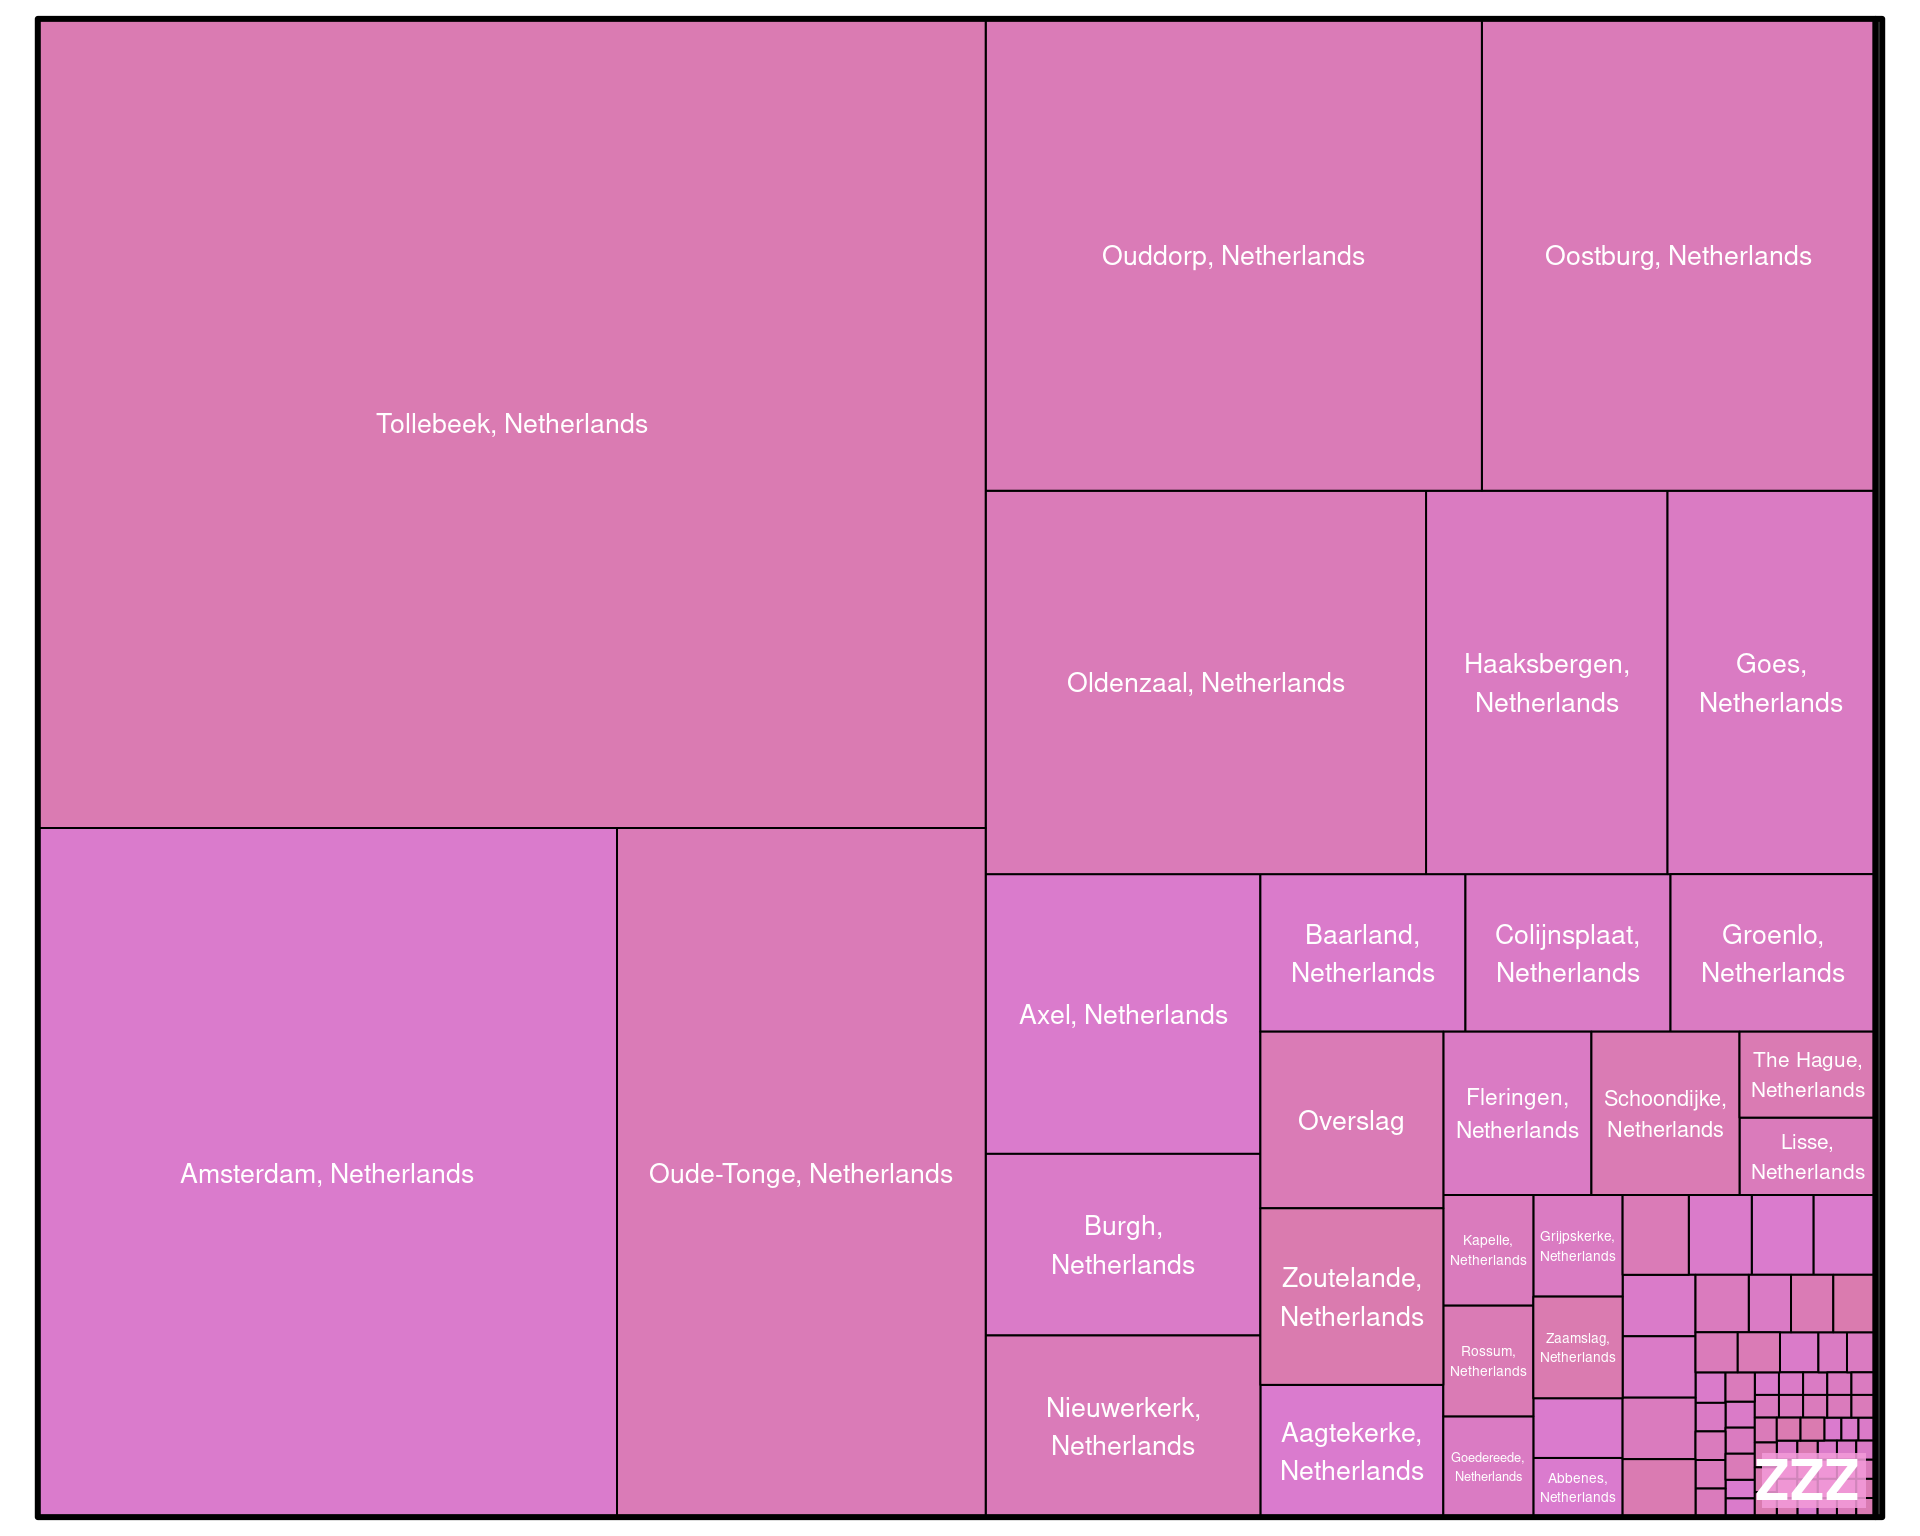 Tollebeek, Netherlands
Ouddorp, Netherlands
Oostburg, Netherlands
Oldenzaal, Netherlands
Haaksbergen,
Netherlands
Goes,
Netherlands
Amsterdam, Netherlands
Oude-Tonge, Netherlands
Axel, Netherlands
Baarland,
Netherlands
Colijnsplaat,
Netherlands
Groenlo,
Netherlands
Overslag
Fleringen,
Netherlands
Schoondijke,
Netherlands
The Hague,
Netherlands
Lisse,
Netherlands
Burgh,
Netherlands
Zoutelande,
Netherlands
Kapelle,
Netherlands
Grijpskerke,
Netherlands
Rossum,
Netherlands
Zaamslag,
Netherlands
Nieuwerkerk,
Netherlands
Aagtekerke,
Netherlands
Goedereede,
Netherlands
Abbenes,
Netherlands
ZZZ